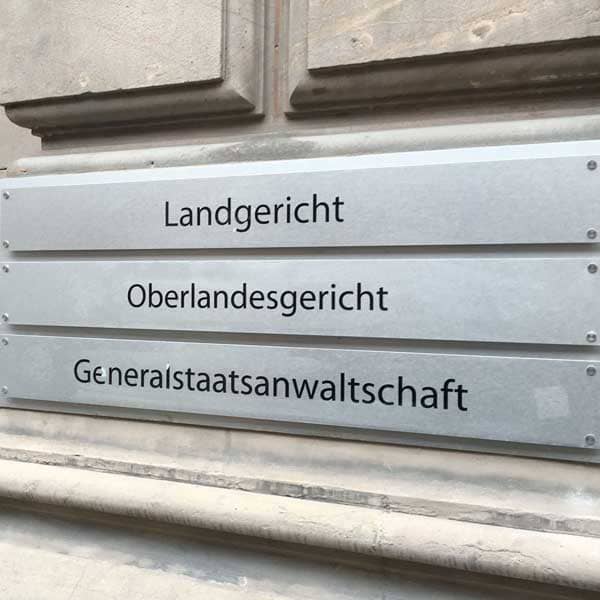 Landgericht
Oberlandesgericht
Generalstaatsanwaltschaft